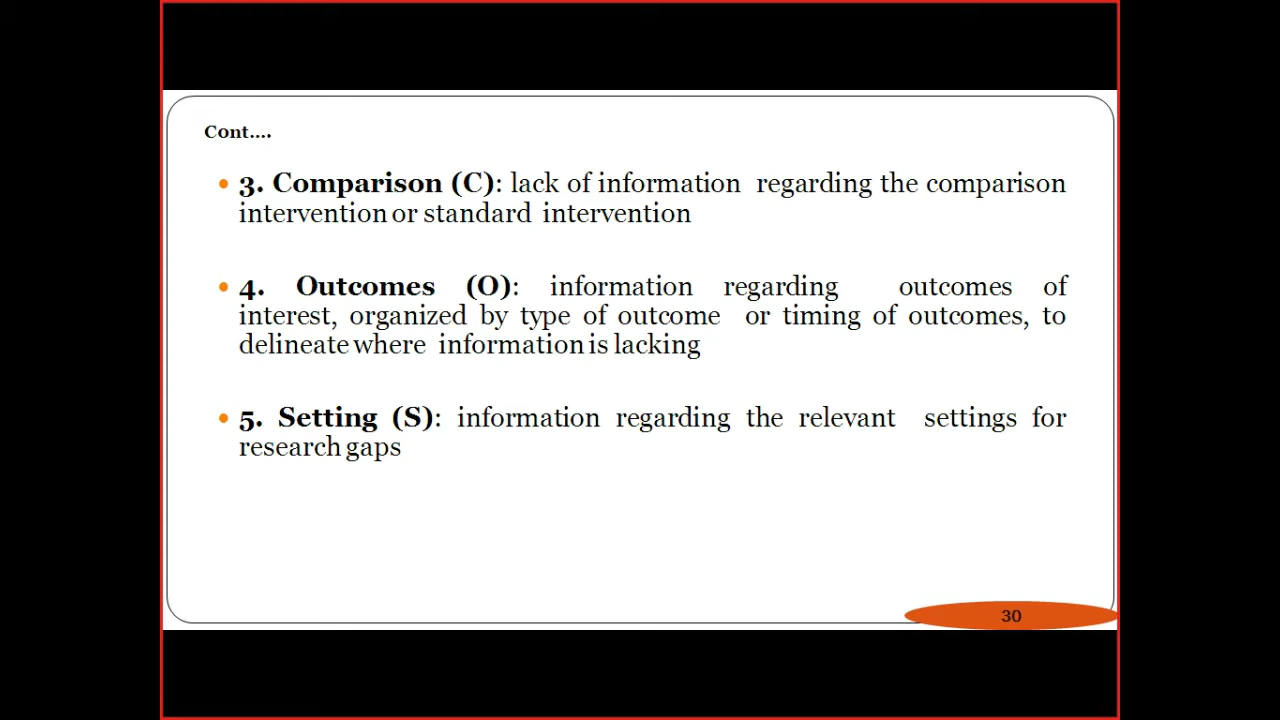 Cont....
3. Comparison (C): lack of information regarding the comparison
intervention or standard intervention
4. Outcomes (O): information regarding outcomes of
interest, organized by type of outcome or timing of outcomes, to
delineate where information is lacking
5. Setting (S): information regarding the relevant settings for
research gaps
30